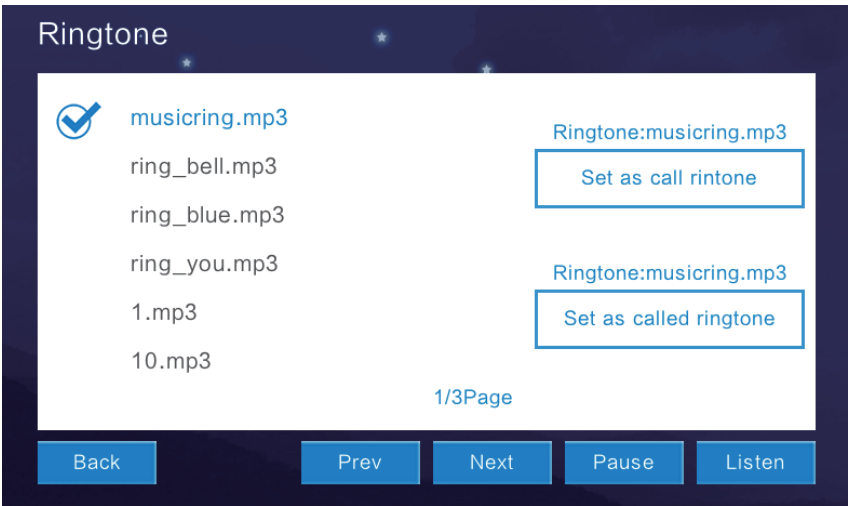 Ringtone
musicring.mp3
ring_bell.mp3
ring_blue.mp3
ring_you.mp3
1.mp3
10.mp3
Ringtone:musicring.mp3
Set as call rintone
Ringtone:musicring.mp3
Set as called ringtone
1/3Page
Back
Prev
Next
Pause
Listen